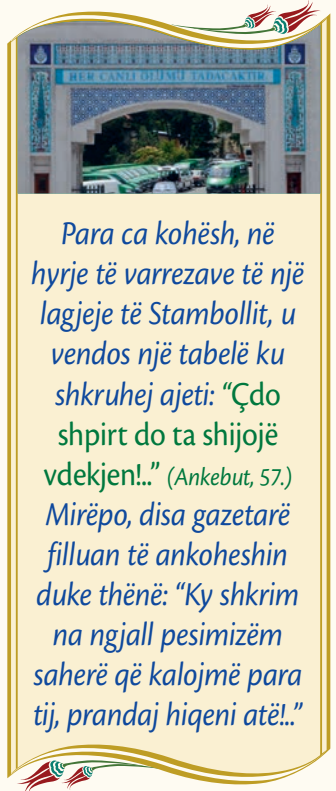 HER CANLI ÖLÜMÜ TADACAKTIR.
Para ca kohësh, në
hyrje të varrezave të një
lagjeje të Stambollit, u
vendos një tabelë ku
shkruhej ajeti: “Çdo
shpirt do ta shijojë
vdekjen!..” (Ankebut, 57.)
Mirëpo, disa gazetarë
filluan të ankoheshin
duke thënë: “Ky shkrim
na ngjall pesimizëm
saherë që kalojmë para
tij, prandaj hiqeni atë!..”